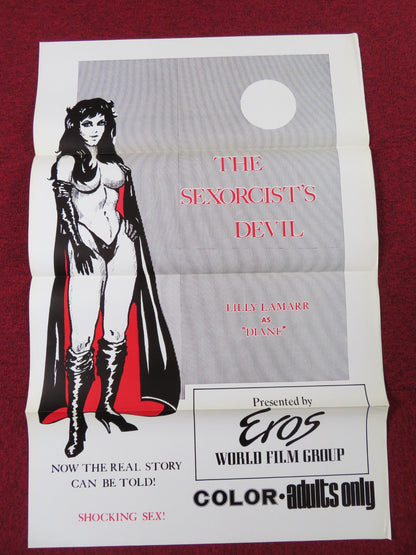 THE
SEXORCIST'S
DEVIL
LILLY LAMARR
AS
"DIANE"
Presented by
Eros
WORLD FILM GROUP
NOW THE REAL STORY
CAN BE TOLD!
SHOCKING SEX!
COLOR • adults only